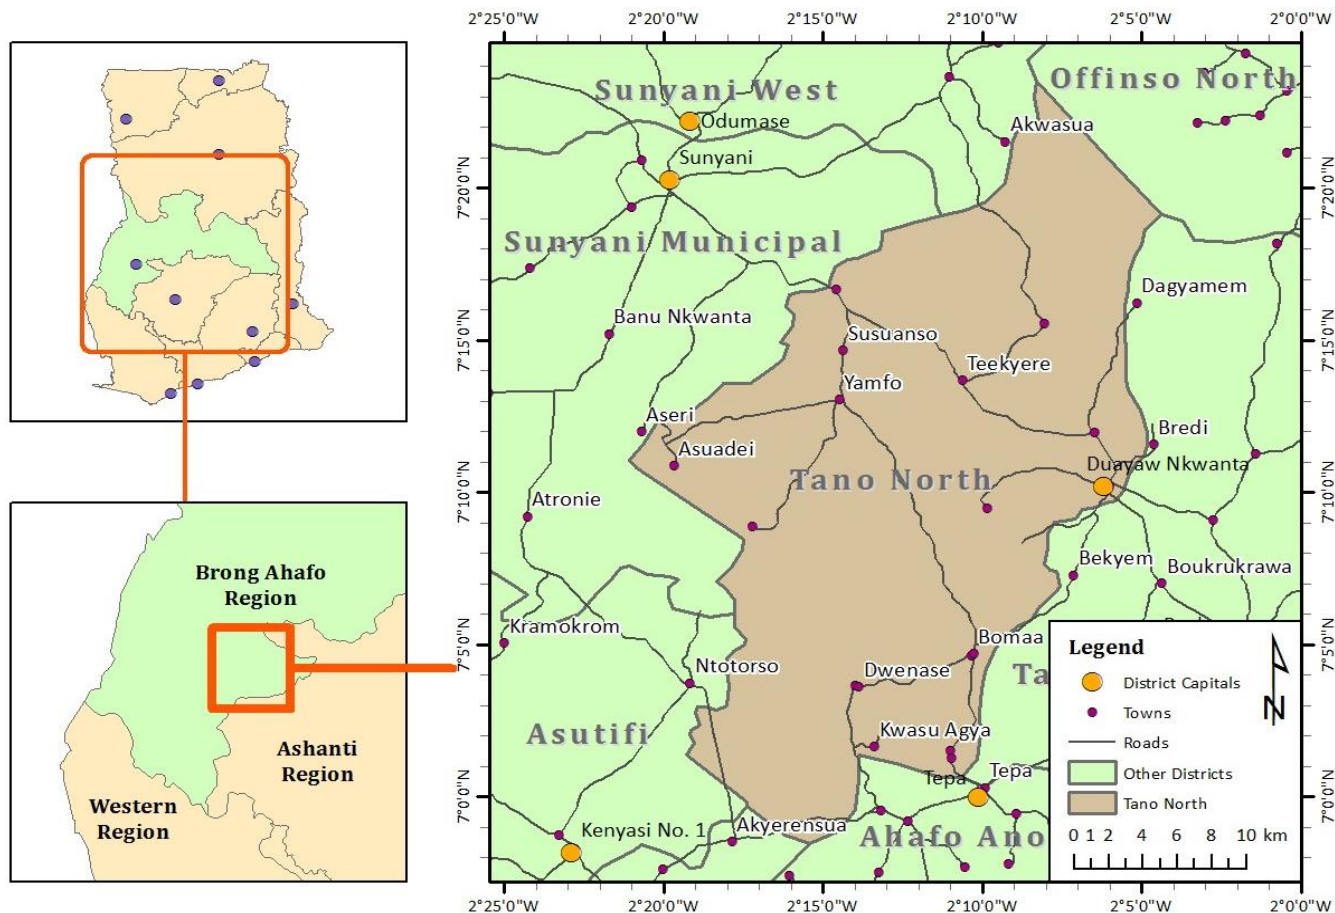 2°25'0"W 2°20'0"W 2°15'0"W 2°10'0"W 2°5'0"W 2°0'0"W
Sunyani West
Offinso North
Odumase
Akwasua
Sunyani
7°20'0"N
7°20'0"N
Sunyani Municipal
Dagyamem
Banu Nkwanta
Susuanso
7°15'0"N
7°15'0"N
Teekyere
Yamfo
Aseri
Bredi
Asuadei
Duayaw Nkwanta
Tano North
7°10'0"N
7°10'0"N
Atronie
Bekyem
Boukrukrawa
Brong Ahafo
Region
Kramokrom
Bomaa
7°5'0"N
7°5'0"N
Ntotorso
Dwenase
Ta
Asutifi
Kwasu Agya
Ashanti
Region
Western
Region
Tepa
Tepa
7°0'0"N
7°0'0"N
Kenyasi No. 1
Akyerensua
Ahafo Ano
Legend
N
District Capitals
Towns
Roads
Other Districts
Tano North
0 1 2 4 6 8 10 km
2°25'0"W 2°20'0"W 2°15'0"W 2°10'0"W 2°5'0"W 2°0'0"W